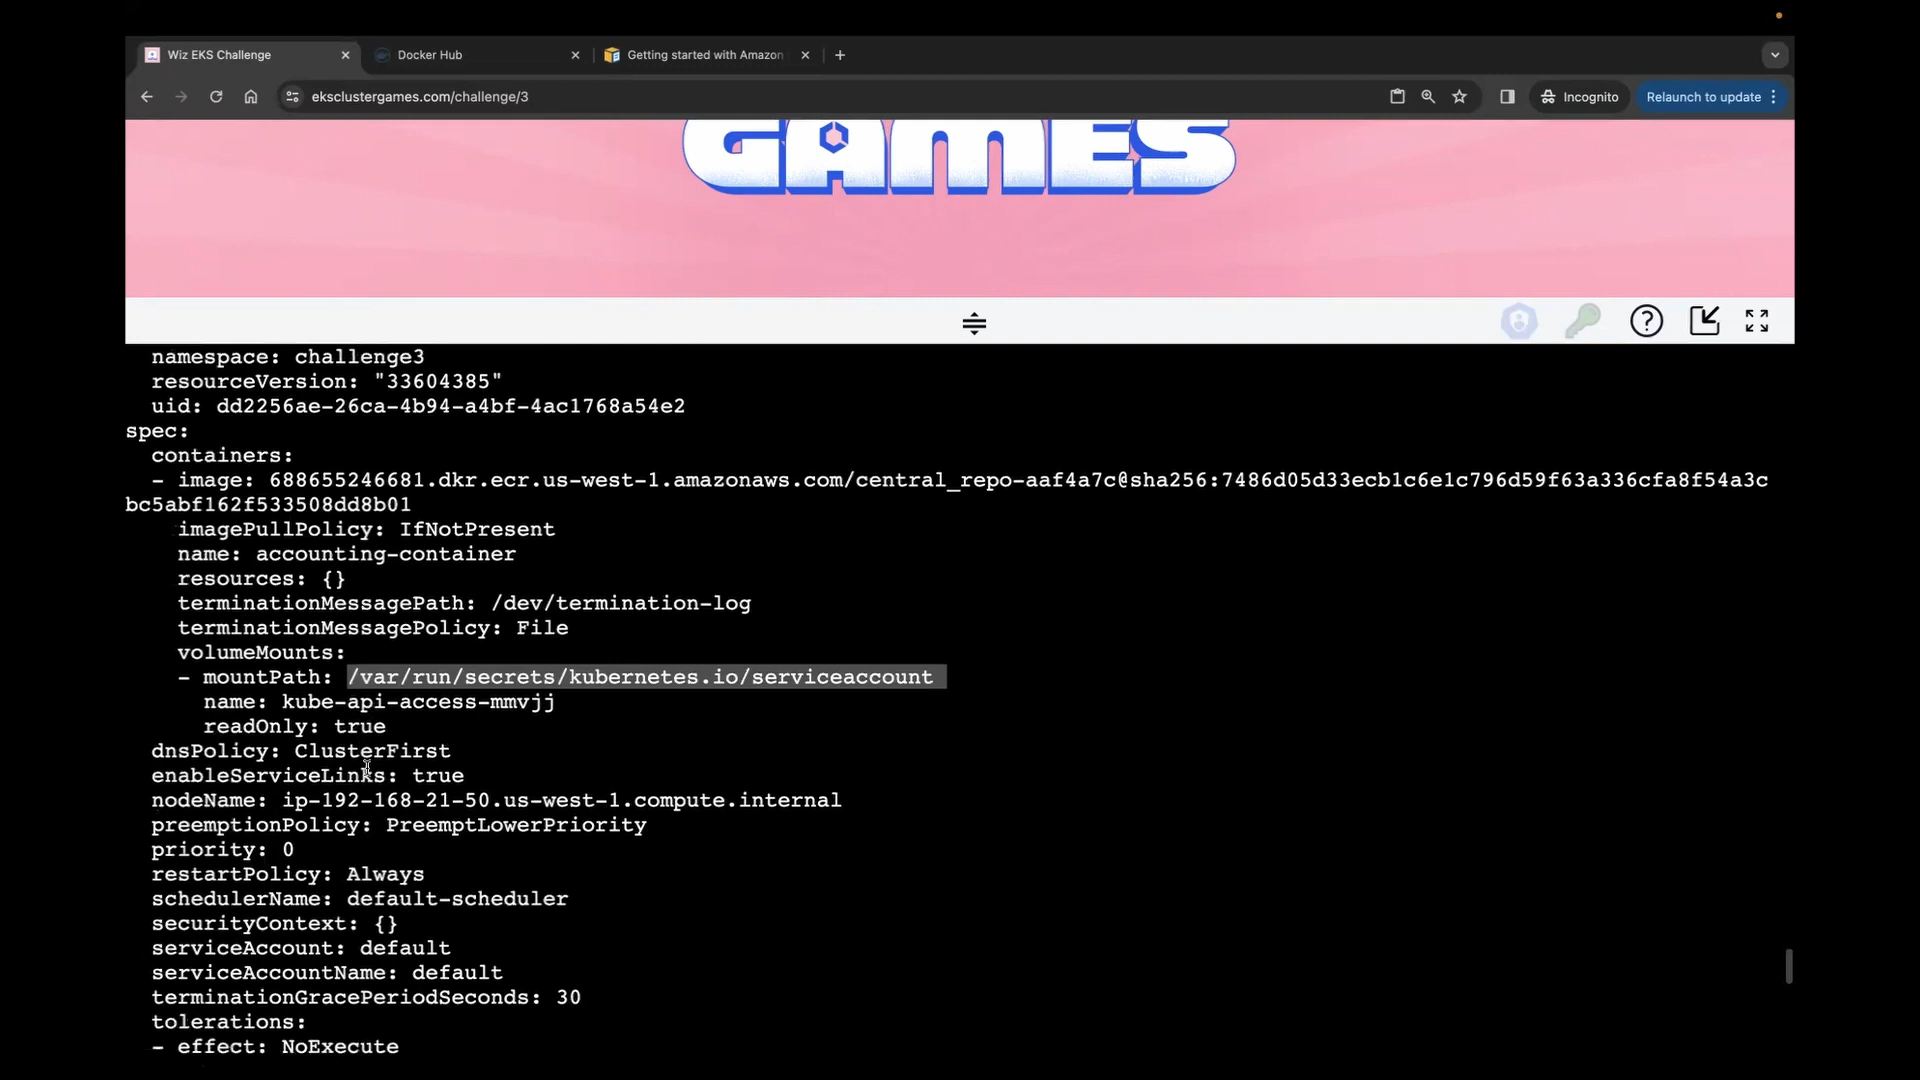 Wiz EKS Challenge
Docker Hub
Getting started with Amazon
eksclustergames.com/challenge/3
Incognito
Relaunch to update
GAMES
namespace: challenge3
resourceVersion: "33604385"
uid: dd2256ae-26ca-4b94-a4bf-4ac1768a54e2
spec:
containers:
- image: 688655246681.dkr.ecr.us-west-1.amazonaws.com/central_repo-aaf4a7c@sha256:7486d05d33ecb1c6e1c796d59f63a336cfa8f54a3c
bc5abf162f533508dd8b01
imagePullPolicy: IfNotPresent
name: accounting-container
resources: {}
terminationMessagePath: /dev/termination-log
terminationMessagePolicy: File
volumeMounts:
- mountPath: /var/run/secrets/kubernetes.io/serviceaccount
name: kube-api-access-mmvjj
readOnly: true
dnsPolicy: ClusterFirst
enableServiceLinks: true
nodeName: ip-192-168-21-50.us-west-1.compute.internal
preemptionPolicy: PreemptLowerPriority
priority: 0
restartPolicy: Always
schedulerName: default-scheduler
securityContext: {}
serviceAccount: default
serviceAccountName: default
terminationGracePeriodSeconds: 30
tolerations:
- effect: NoExecute